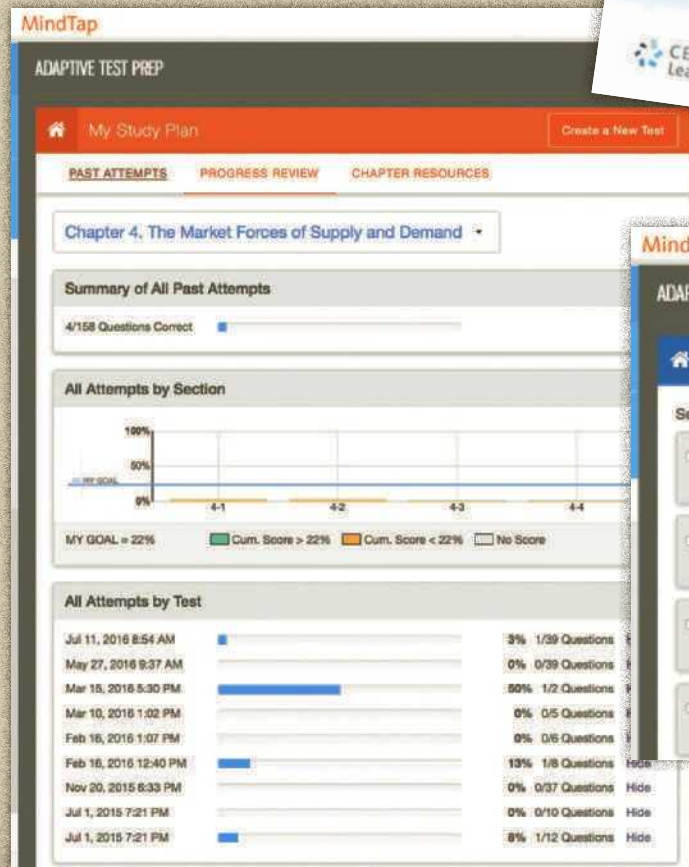 MindTap
ADAPTIVE TEST PREP
My Study Plan
Create a New Test
PAST ATTEMPTS PROGRESS REVIEW CHAPTER RESOURCES
Chapter 4. The Market Forces of Supply and Demand
Summary of All Past Attempts
4/158 Questions Correct
All Attempts by Section
100%
50%
MY GOAL
0%
4-1 4-2 4-3 4-4
MY GOAL = 22% Cum. Score > 22% Cum. Score < 22% No Score
All Attempts by Test
Jul 11, 2016 8:54 AM 3% 1/39 Questions
May 27, 2016 9:37 AM 0% 0/39 Questions
Mar 15, 2016 5:30 PM 50% 1/2 Questions
Mar 10, 2016 1:02 PM 0% 0/5 Questions
Feb 16, 2016 1:07 PM 0% 0/6 Questions
Feb 16, 2016 12:40 PM 13% 1/8 Questions Hide
Nov 20, 2015 6:33 PM 0% 0/37 Questions Hide
Jul 1, 2015 7:21 PM 0% 0/10 Questions Hide
Jul 1, 2015 7:21 PM 8% 1/12 Questions Hide
CE
Lea
Mind
ADAP
Se